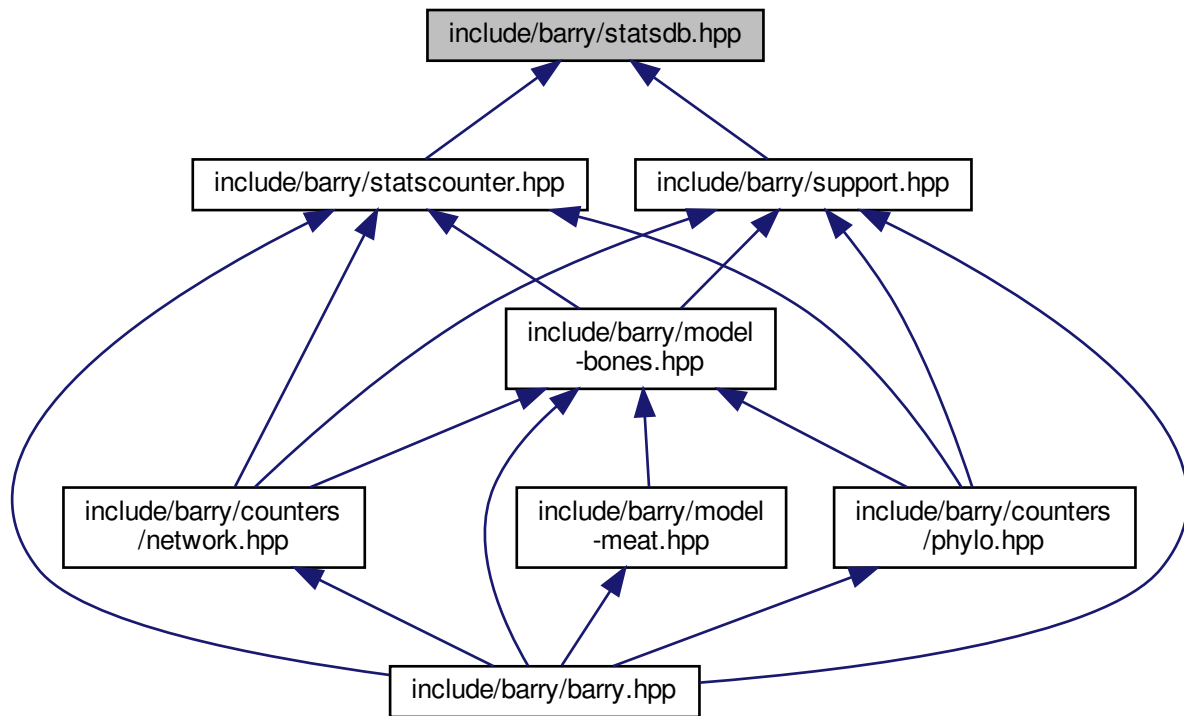 include/barry/statsdb.hpp
include/barry/statscounter.hpp
include/barry/support.hpp
include/barry/model
-bones.hpp
include/barry/counters
/network.hpp
include/barry/model
-meat.hpp
include/barry/counters
/phylo.hpp
include/barry/barry.hpp